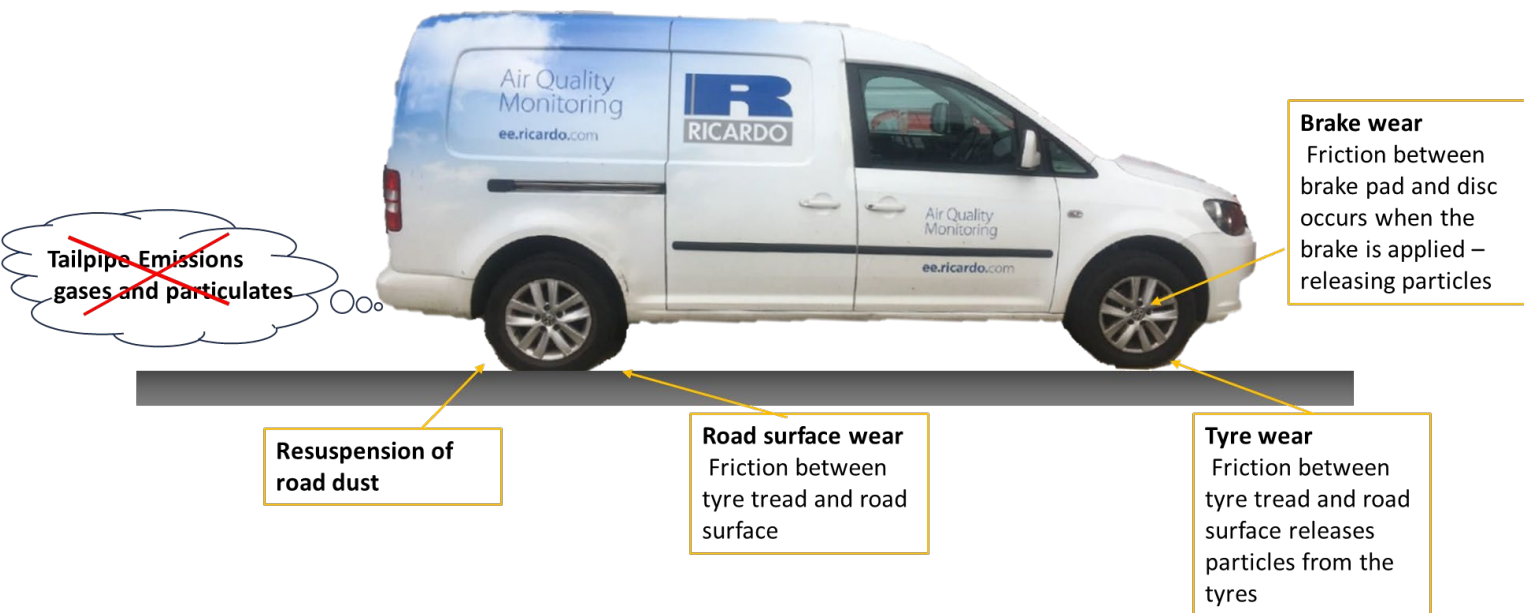 Air Quality
Monitoring
ee.ricardo.com
R
RICARDO
Air Quality
Monitoring
ee.ricardo.com
Brake wear
Friction between
brake pad and disc
occurs when the
brake is applied –
releasing particles
Tailpipe Emissions
gases and particulates
Resuspension of
road dust
Road surface wear
Friction between
tyre tread and road
surface
Tyre wear
Friction between
tyre tread and road
surface releases
particles from the
tyres